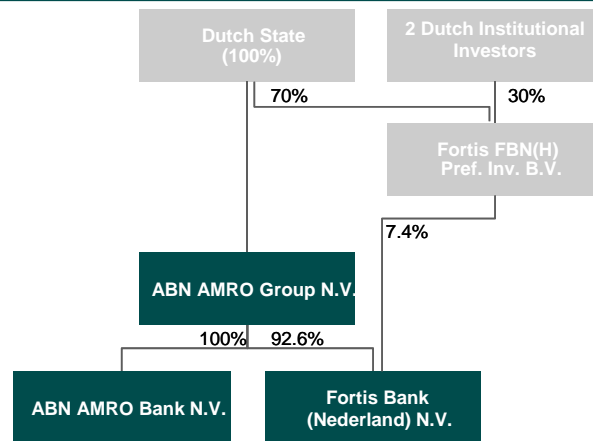 Dutch State
(100%)
2 Dutch Institutional
Investors
70%
30%
Fortis FBN(H)
Pref. Inv. B.V.
7.4%
ABN AMRO Group N.V.
100%
92.6%
ABN AMRO Bank N.V.
Fortis Bank
(Nederland) N.V.